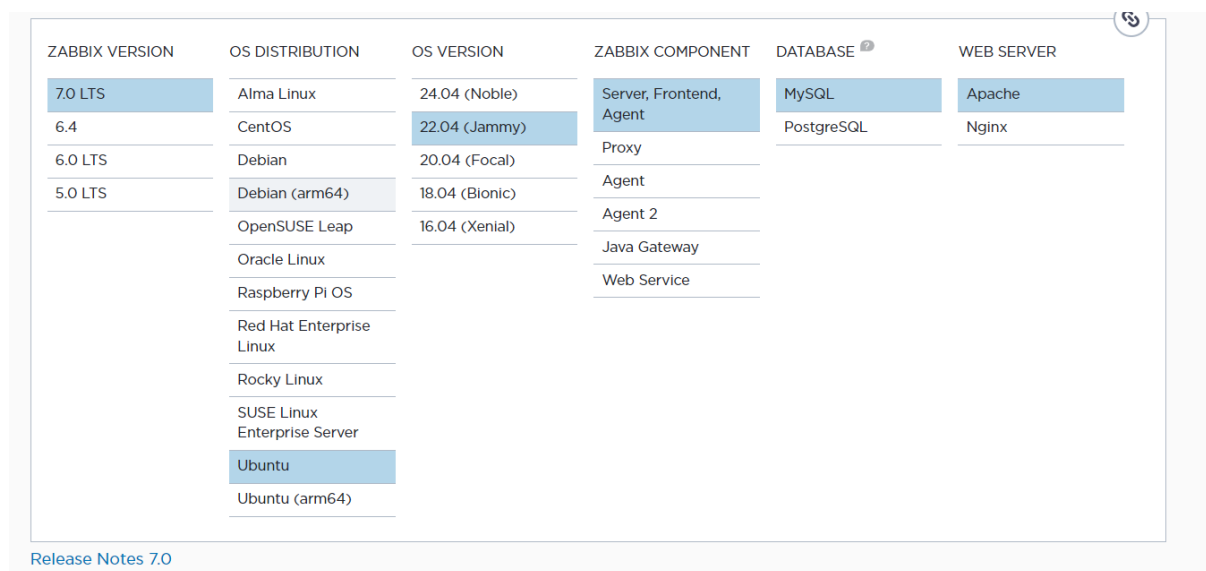 ZABBIX VERSION
OS DISTRIBUTION
OS VERSION
ZABBIX COMPONENT
DATABASE ?
WEB SERVER
7.0 LTS
6.4
6.0 LTS
5.0 LTS
Alma Linux
CentOS
Debian
Debian (arm64)
OpenSUSE Leap
Oracle Linux
Raspberry Pi OS
Red Hat Enterprise
Linux
Rocky Linux
SUSE Linux
Enterprise Server
Ubuntu
Ubuntu (arm64)
24.04 (Noble)
22.04 (Jammy)
20.04 (Focal)
18.04 (Bionic)
16.04 (Xenial)
Server, Frontend,
Agent
Proxy
Agent
Agent 2
Java Gateway
Web Service
MySQL
PostgreSQL
Apache
Nginx
Release Notes 7.0